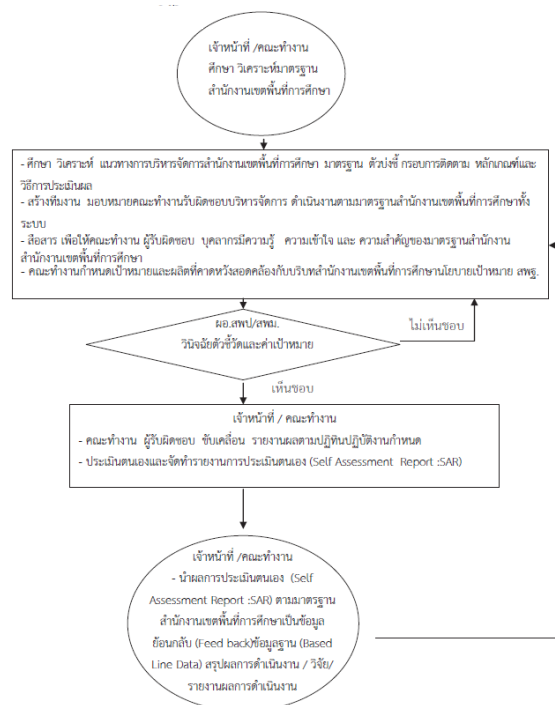 เจ้าหน้าที่ /คณะทำงาน
ศึกษา วิเคราะห์มาตรฐาน
สำนักงานเขตพื้นที่การศึกษา
- ศึกษา วิเคราะห์ แนวทางการบริหารจัดการสำนักงานเขตพื้นที่การศึกษา มาตรฐาน ตัวบ่งชี้ กรอบการติดตาม หลักเกณฑ์และ
วิธีการประเมินผล
- สร้างทีมงาน มอบหมายคณะทำงานรับผิดชอบบริหารจัดการ ดำเนินงานตามมาตรฐานสำนักงานเขตพื้นที่การศึกษาทั้ง
ระบบ
- สือสาร เพื่อให้คณะทำงาน ผู้รับผิดชอบ บุคลากรมีความรู้ ความเข้าใจ และ ความสำคัญของมาตรฐานสำนักงาน
สำนักงานเขตพื้นที่การศึกษา
- คณะทำงานกำหนดเป้าหมายและผลิตที่คาดหวังสอดคล้องกับบริบทสำนักงานเขตพื้นที่การศึกษานโยบายเป้าหมาย สพฐ.
ผอ.สพป/สพม.
วินิจฉัยตัวชี้วัดและค่าเป้าหมาย
ไม่เห็นชอบ
เห็นชอบ
เจ้าหน้าที่ / คณะทำงาน
- คณะทำงาน ผู้รับผิดชอบ ขับเคลื่อน รายงานผลตามปฏิทินปฏิบัติงานกำหนด
- ประเมินตนเองและจัดทำรายงานการประเมินตนเอง (Self Assessment Report :SAR)
เจ้าหน้าที่ /คณะทำงาน
- นำผลการประเมินตนเอง (Self
Assessment Report :SAR) ตามมาตรฐาน
สำนักงานเขตพื้นที่การศึกษาเป็นข้อมูล
ย้อนกลับ (Feed back)ข้อมูลฐาน (Based
Line Data) สรุปผลการดำเนินงาน / วิจัย/
รายงานผลการดำเนินงาน